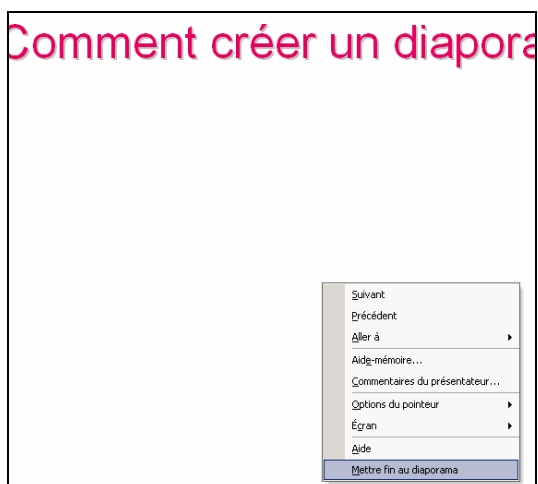 Comment créer un diapora
Suivant
Précédent
Aller à
Aide-mémoire...
Commentaires du présentateur...
Options du pointeur
Écran
Aide
Mettre fin au diaporama